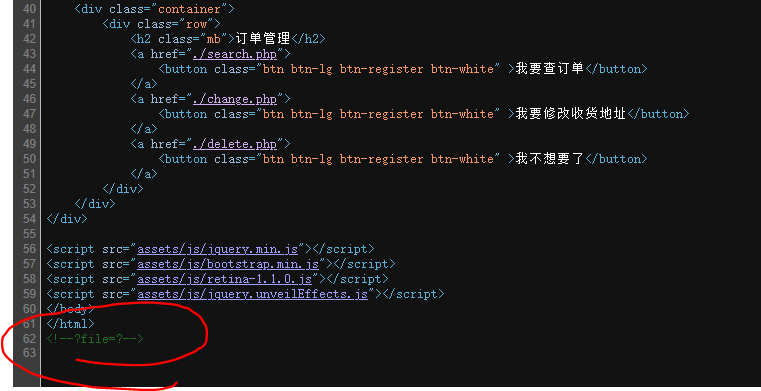 40 <div class="container">
41 <div class="row">
42 <h2 class="mb">订单管理</h2>
43 <a href="./search.php">
44 <button class="btn btn-lg btn-register btn-white" >我要查订单</button>
45 </a>
46 <a href="./change.php">
47 <button class="btn btn-lg btn-register btn-white" >我要修改收货地址</button>
48 </a>
49 <a href="./delete.php">
50 <button class="btn btn-lg btn-register btn-white" >我不想要了</button>
51 </a>
52 </div>
53 </div>
54 </div>
55
56 <script src="assets/js/jquery.min.js"></script>
57 <script src="assets/js/bootstrap.min.js"></script>
58 <script src="assets/js/retina-1.1.0.js"></script>
59 <script src="assets/js/jquery.unveilEffects.js"></script>
60 </body>
61 </html>
62 <!--?file=?-->
63